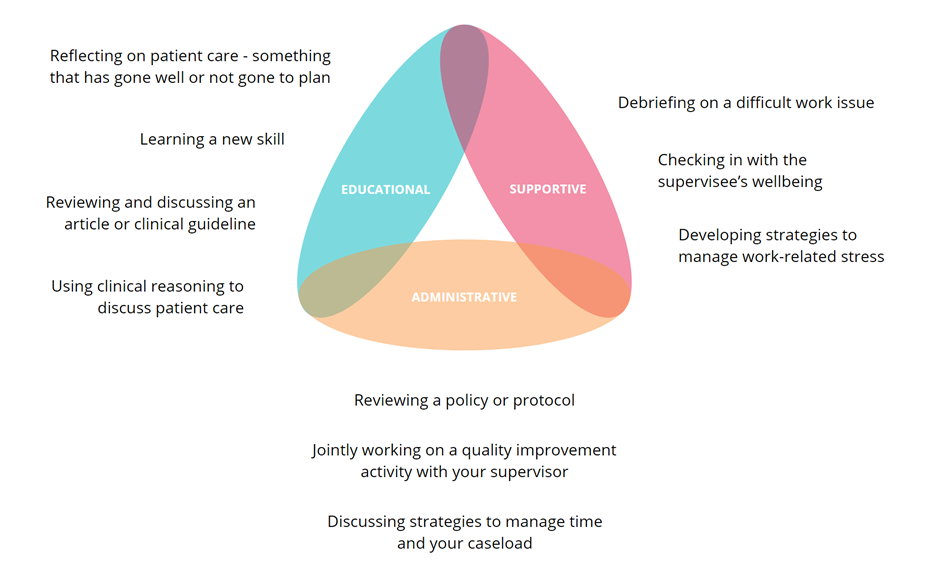 Reflecting on patient care - something
that has gone well or not gone to plan
Learning a new skill
Reviewing and discussing an
article or clinical guideline
Using clinical reasoning to
discuss patient care
EDUCATIONAL
SUPPORTIVE
ADMINISTRATIVE
Debriefing on a difficult work issue
Checking in with the
supervisee’s wellbeing
Developing strategies to
manage work-related stress
Reviewing a policy or protocol
Jointly working on a quality improvement
activity with your supervisor
Discussing strategies to manage time
and your caseload